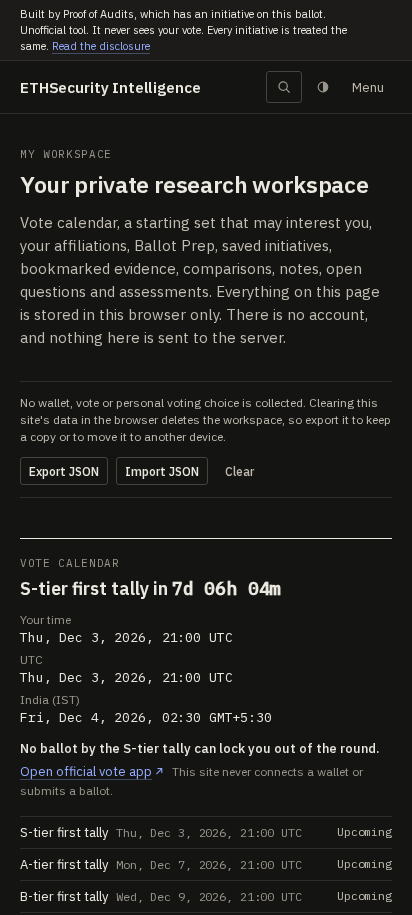 Built by Proof of Audits, which has an initiative on this ballot.
Unofficial tool. It never sees your vote. Every initiative is treated the
same. Read the disclosure
ETHSecurity Intelligence
Menu
MY WORKSPACE
Your private research workspace
Vote calendar, a starting set that may interest you,
your affiliations, Ballot Prep, saved initiatives,
bookmarked evidence, comparisons, notes, open
questions and assessments. Everything on this page
is stored in this browser only. There is no account,
and nothing here is sent to the server.
No wallet, vote or personal voting choice is collected. Clearing this
site's data in the browser deletes the workspace, so export it to keep
a copy or to move it to another device.
Export JSON Import JSON Clear
VOTE CALENDAR
S-tier first tally in 7d 06h 04m
Your time
Thu, Dec 3, 2026, 21:00 UTC
UTC
Thu, Dec 3, 2026, 21:00 UTC
India (IST)
Fri, Dec 4, 2026, 02:30 GMT+5:30
No ballot by the S-tier tally can lock you out of the round.
Open official vote app ↗ This site never connects a wallet or
submits a ballot.
S-tier first tally Thu, Dec 3, 2026, 21:00 UTC Upcoming
A-tier first tally Mon, Dec 7, 2026, 21:00 UTC Upcoming
B-tier first tally Wed, Dec 9, 2026, 21:00 UTC Upcoming